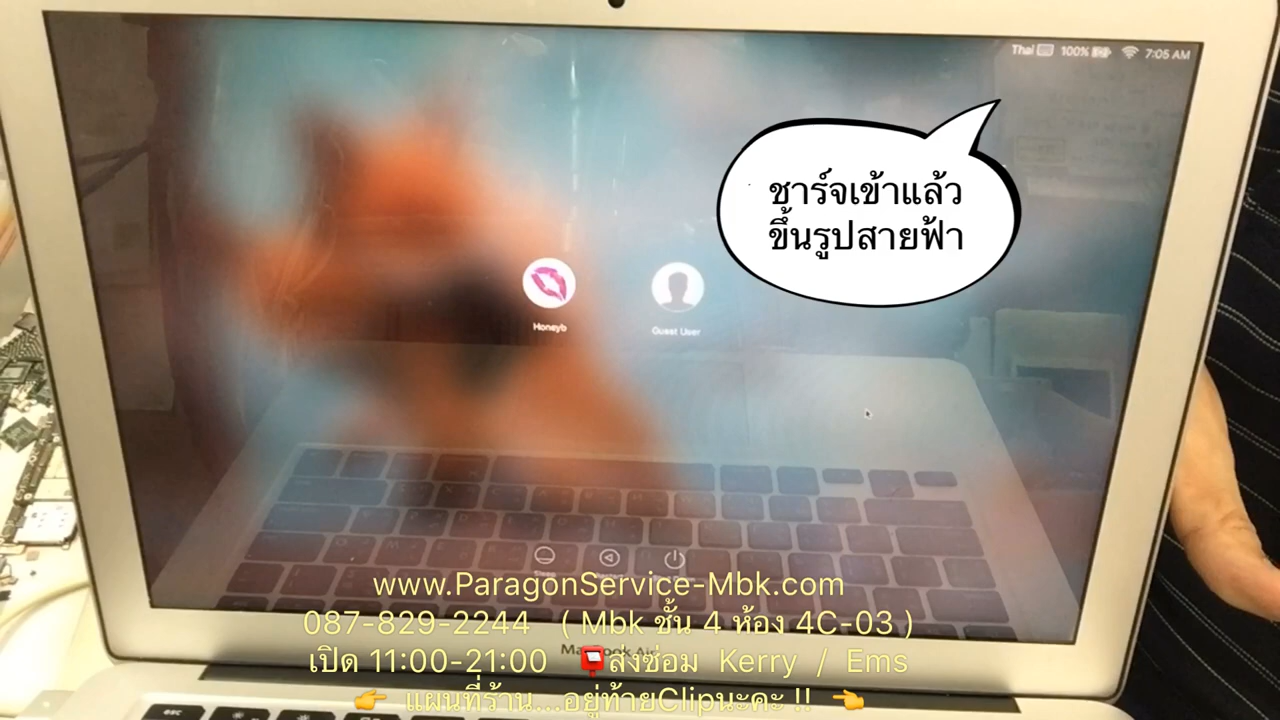 Thai 100% 7:05 AM
ชาร์จเข้าแล้ว
ขึ้นรูปสายฟ้า
Honeyb
Guest User
www.ParagonService-Mbk.com
087-829-2244 ( Mbk ชั้น 4 ห้อง 4C-03 )
MacBook Air
เปิด 11:00-21:00 📮ส่งซ่อม Kerry / Ems
👉 แผนที่ร้าน...อยู่ท้ายClipนะคะ !! 👈
esc